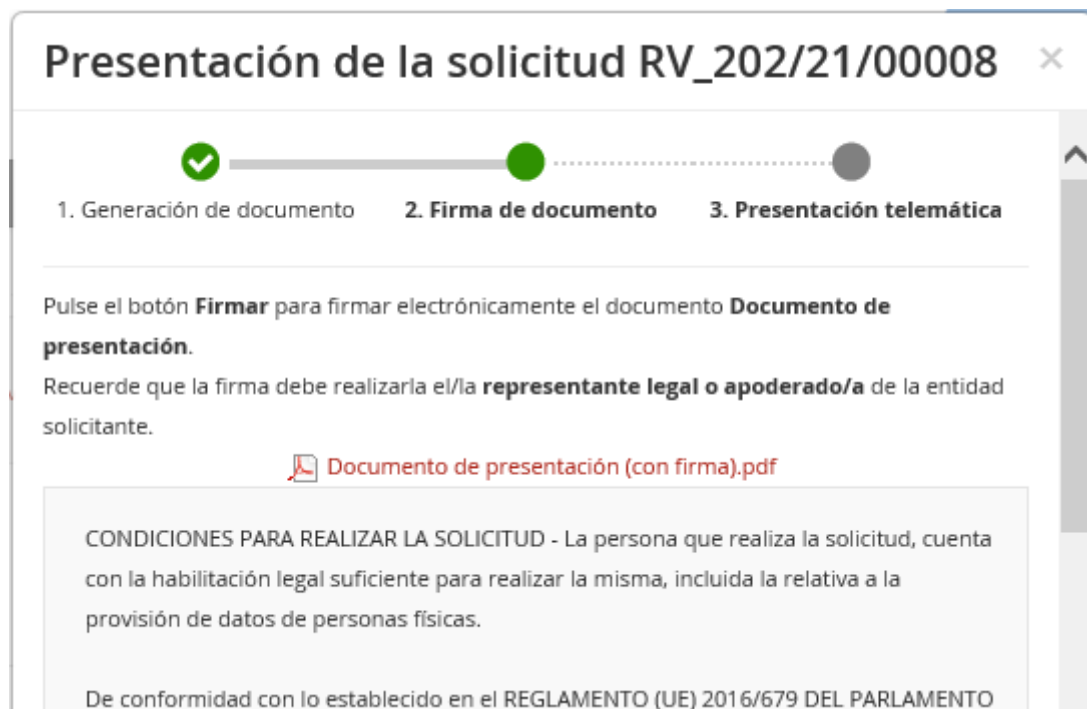 Presentación de la solicitud RV_202/21/00008 ×
1. Generación de documento 2. Firma de documento 3. Presentación telemática
Pulse el botón Firmar para firmar electrónicamente el documento Documento de
presentación.
Recuerde que la firma debe realizarla el/la representante legal o apoderado/a de la entidad
solicitante.
Documento de presentación (con firma).pdf
CONDICIONES PARA REALIZAR LA SOLICITUD - La persona que realiza la solicitud, cuenta
con la habilitación legal suficiente para realizar la misma, incluida la relativa a la
provisión de datos de personas físicas.
De conformidad con lo establecido en el REGLAMENTO (UE) 2016/679 DEL PARLAMENTO